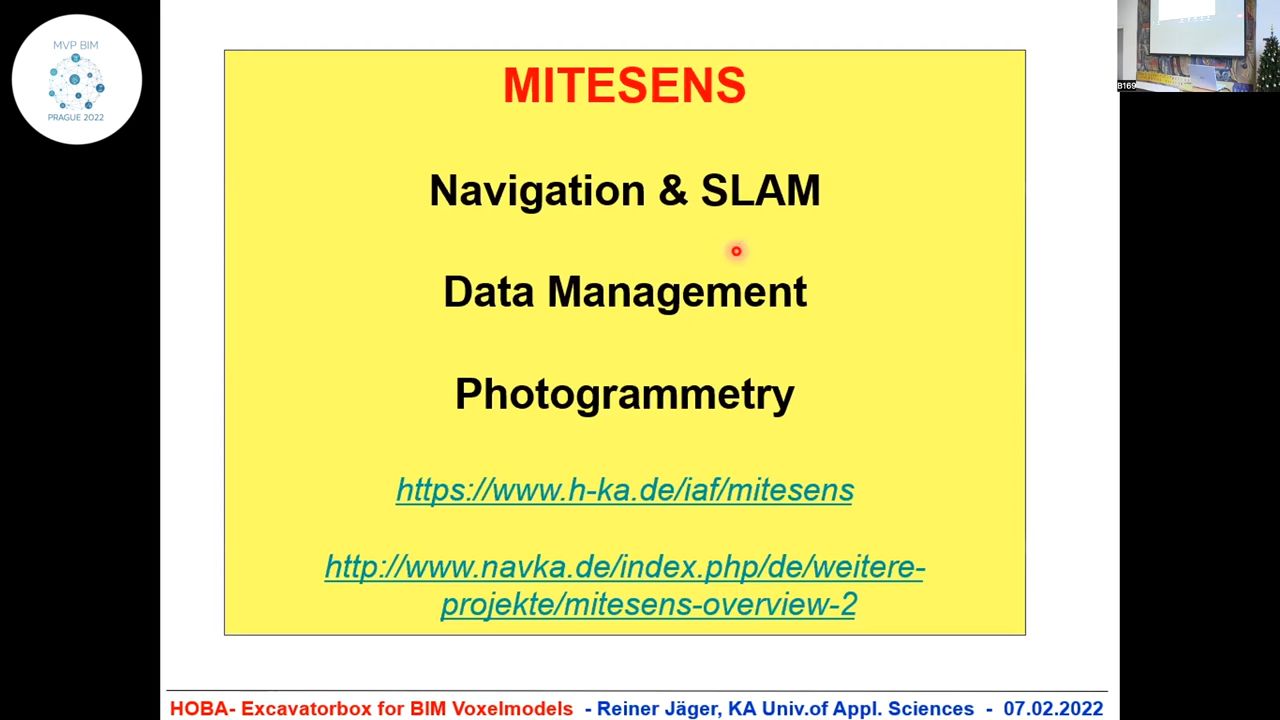 MVP BIM
PRAGUE 2022
MITESENS
Navigation & SLAM
Data Management
Photogrammetry
https://www.h-ka.de/iaf/mitesens
http://www.navka.de/index.php/de/weitere-
projekte/mitesens-overview-2
B169
HOBA- Excavatorbox for BIM Voxelmodels - Reiner Jäger, KA Univ.of Appl. Sciences - 07.02.2022